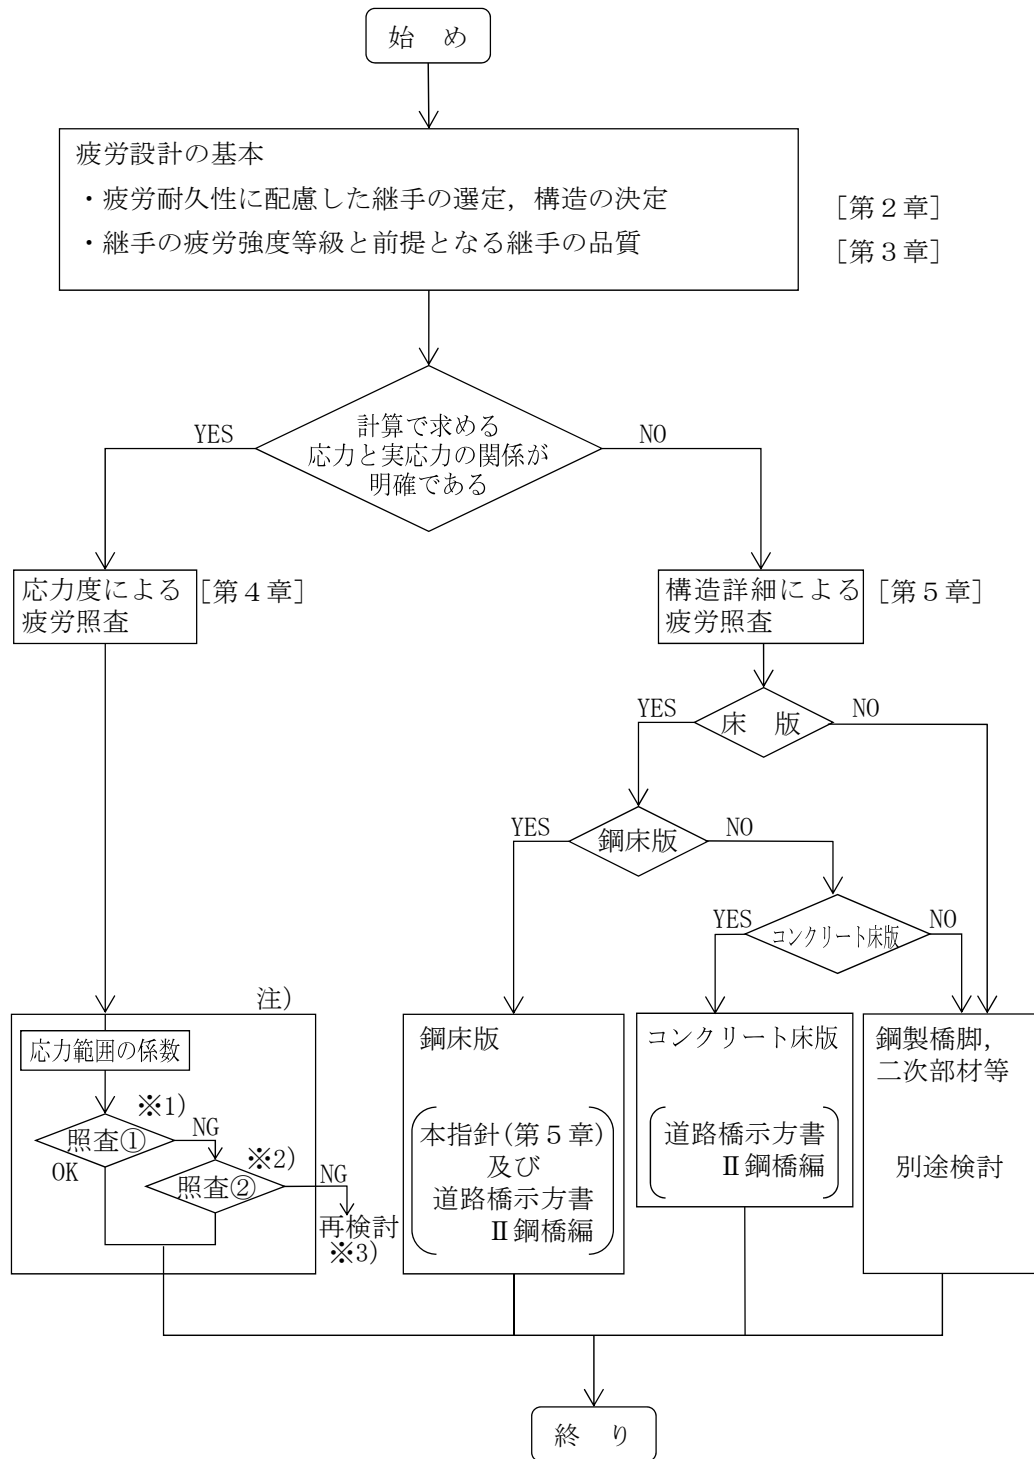 始　め
疲労設計の基本
・疲労耐久性に配慮した継手の選定，構造の決定
・継手の疲労強度等級と前提となる継手の品質
［第２章］
［第３章］
計算で求める
応力と実応力の関係が
明確である
YES
NO
応力度による
疲労照査
［第４章］
構造詳細による
疲労照査
［第５章］
床　版
YES
NO
鋼床版
YES
NO
コンクリート床版
YES
NO
注）
応力範囲の係数
※1)
照査①
NG
OK
※2)
照査②
NG
再検討
※3)
鋼床版
本指針(第５章)
及び
道路橋示方書
Ⅱ鋼橋編
コンクリート床版
道路橋示方書
Ⅱ鋼橋編
鋼製橋脚，
二次部材等
別途検討
終　り